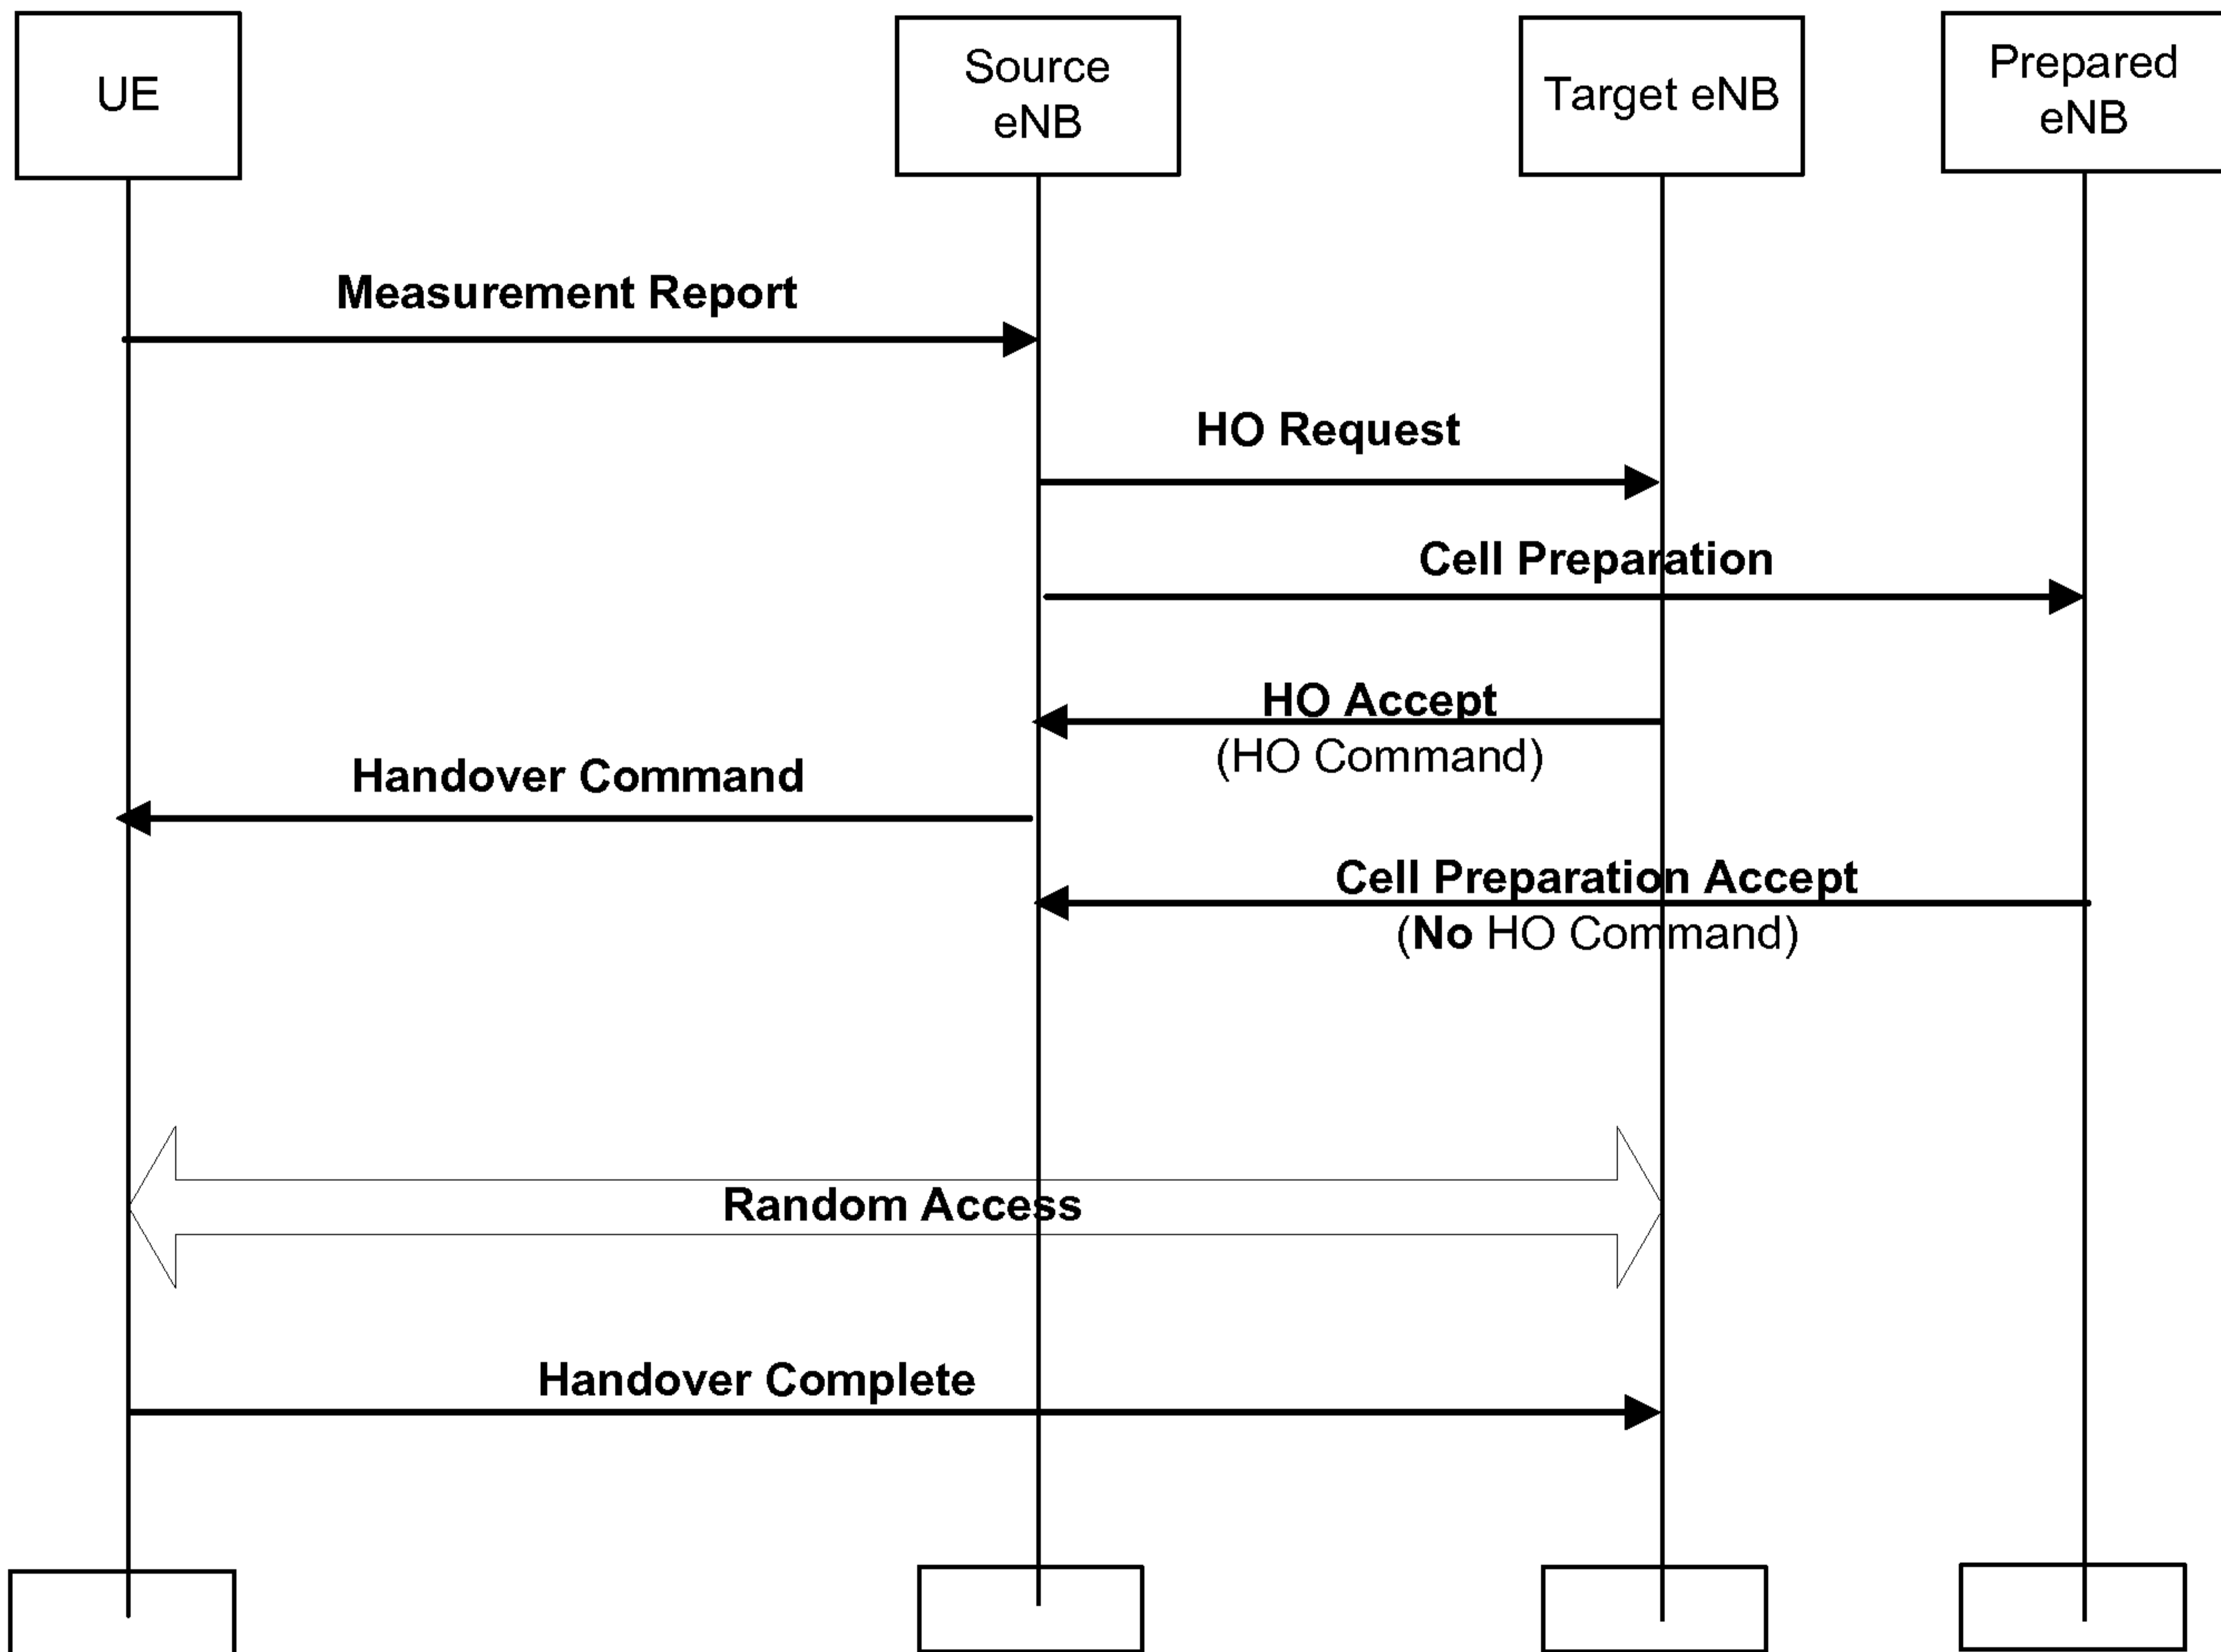 UE
Source
eNB
Target eNB
Prepared
eNB
Measurement Report
HO Request
Cell Preparation
HO Accept
(HO Command)
Handover Command
Cell Preparation Accept
(No HO Command)
Random Access
Handover Complete